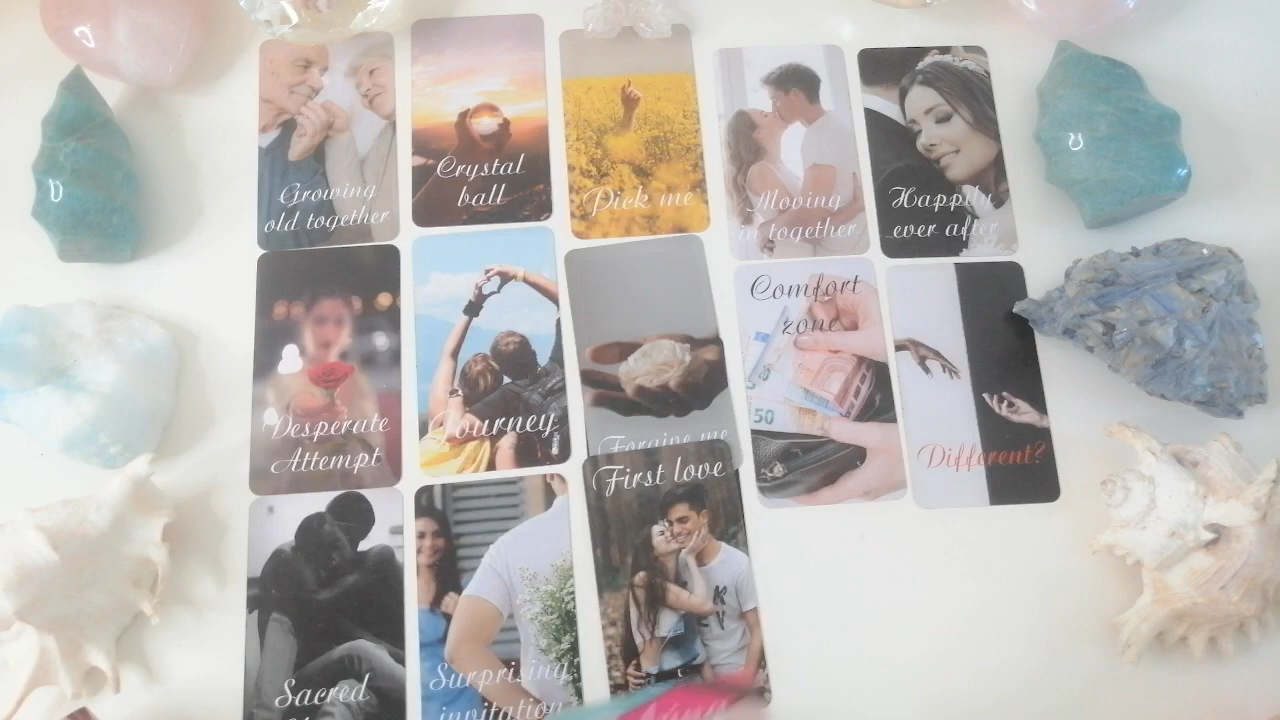 Growing
old together
Crystal
ball
Pick me
Moving
in together
Happily
ever after
Desperate
Attempt
Journey
Forgive me
Comfort
zone
50
Different?
Sacred
Surprising
invitation
First love